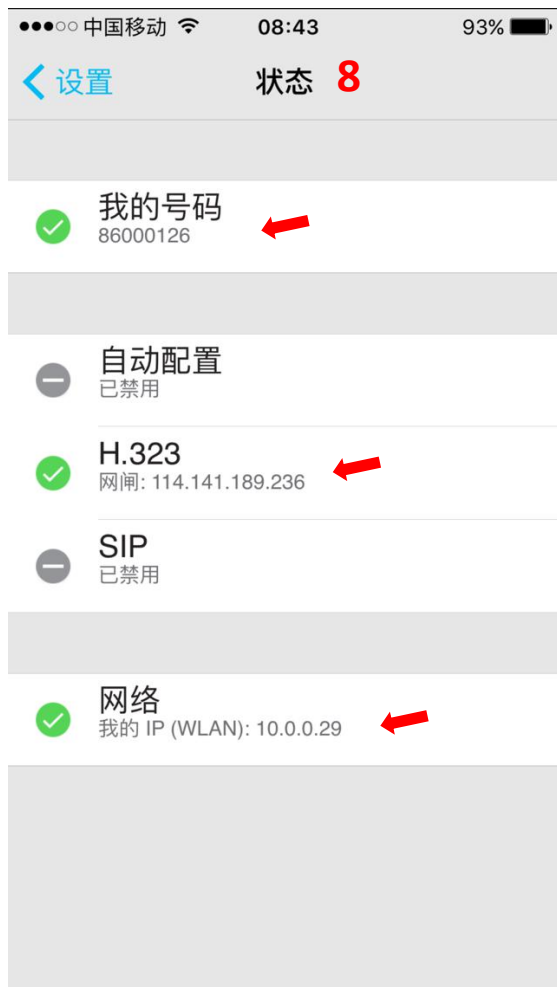 中国移动 08:43 93%
设置 状态 8
我的号码
86000126
自动配置
已禁用
H.323
网闸: 114.141.189.236
SIP
已禁用
网络
我的 IP (WLAN): 10.0.0.29